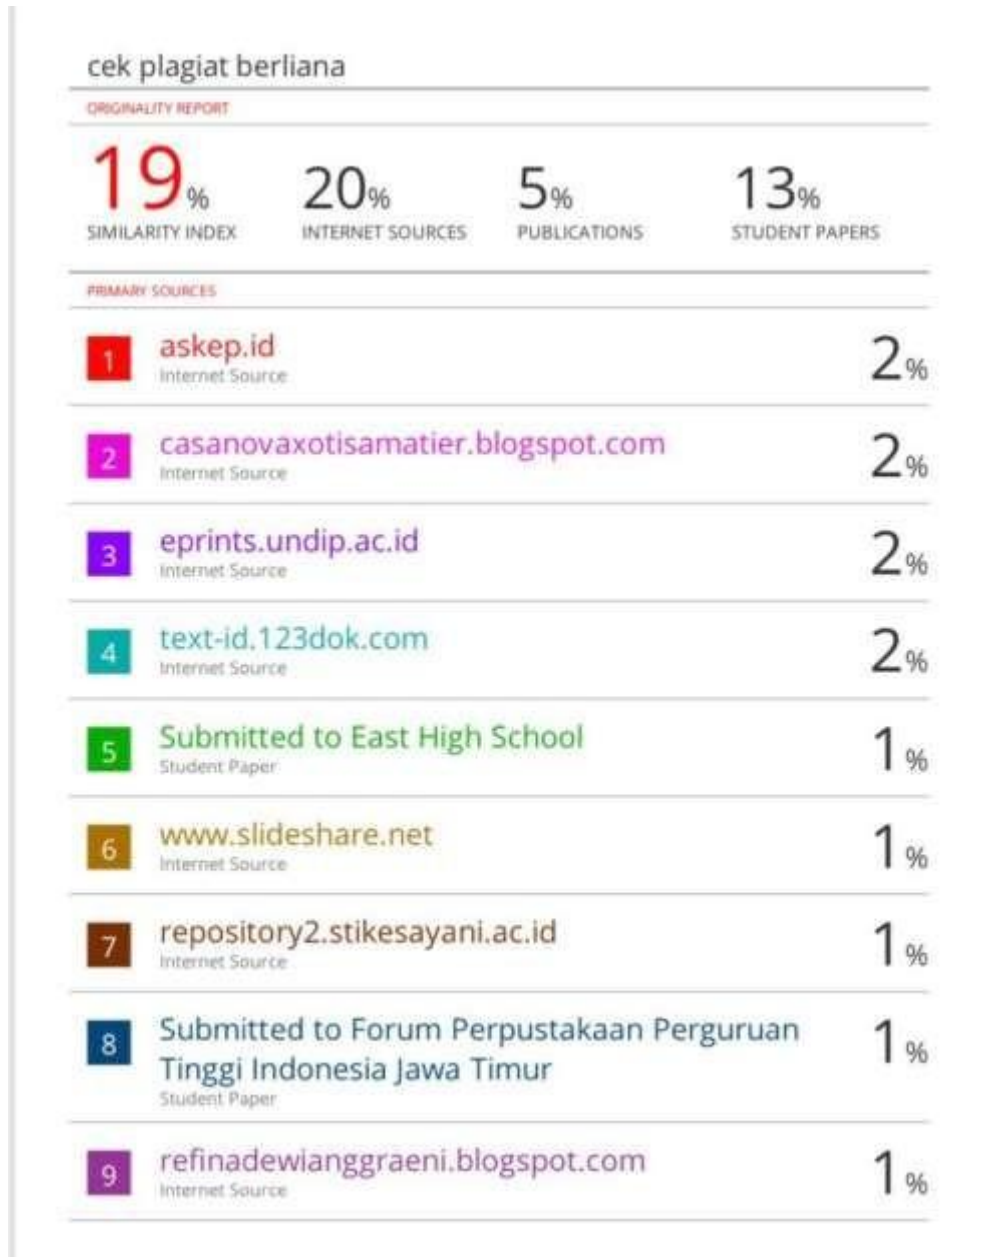 cek plagiat berliana
ORIGINALITY REPORT
19% 20% 5% 13%
SIMILARITY INDEX INTERNET SOURCES PUBLICATIONS STUDENT PAPERS
PRIMARY SOURCES
1 askep.id 2%
Internet Source
2 casanovaxotisamatier.blogspot.com 2%
Internet Source
3 eprints.undip.ac.id 2%
Internet Source
4 text-id.123dok.com 2%
Internet Source
5 Submitted to East High School 1%
Student Paper
6 www.slideshare.net 1%
Internet Source
7 repository2.stikesayani.ac.id 1%
Internet Source
8 Submitted to Forum Perpustakaan Perguruan 1%
Tinggi Indonesia Jawa Timur
Student Paper
9 refinadewianggraeni.blogspot.com 1%
Internet Source